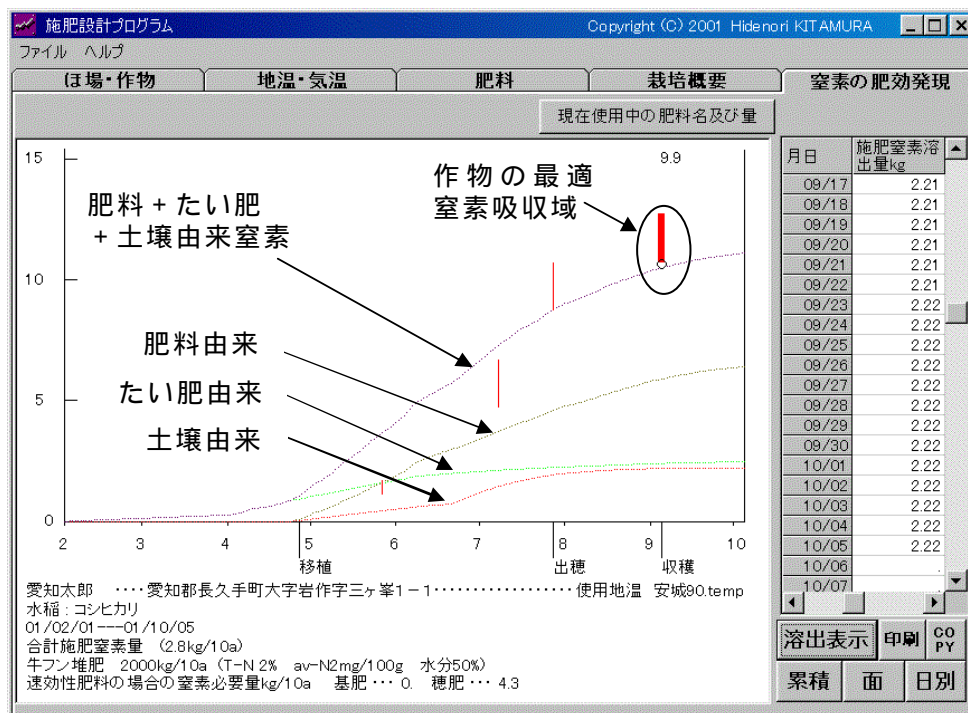 施肥設計プログラム
Copyright (C) 2001 Hidenori KITAMURA
ファイル ヘルプ
ほ場・作物 地温・気温 肥料 栽培概要 窒素の肥効発現
現在使用中の肥料名及び量
15
10
5
0
9.9
作物の最適
窒素吸収域
肥料+たい肥
+土壌由来窒素
肥料由来
たい肥由来
土壌由来
2 3 4 5 6 7 8 9 10
移植 出穂 収穫
愛知太郎 ‥‥愛知郡長久手町大字岩作字三ヶ峯1-1‥‥‥‥‥‥‥‥‥使用地温 安城90.temp
水稲:コシヒカリ
01/02/01---01/10/05
合計施肥窒素量 (2.8kg/10a)
牛フン堆肥 2000kg/10a (T-N 2% av-N2mg/100g 水分50%)
速効性肥料の場合の窒素必要量kg/10a 基肥‥‥0. 穂肥‥‥4.3
月日 施肥窒素溶出量kg
09/17 2.21
09/18 2.21
09/19 2.21
09/20 2.21
09/21 2.21
09/22 2.21
09/23 2.22
09/24 2.22
09/25 2.22
09/26 2.22
09/27 2.22
09/28 2.22
09/29 2.22
09/30 2.22
10/01 2.22
10/02 2.22
10/03 2.22
10/04 2.22
10/05 2.22
10/06 .
10/07 .
溶出表示 印刷 COPY
累積 面 日別